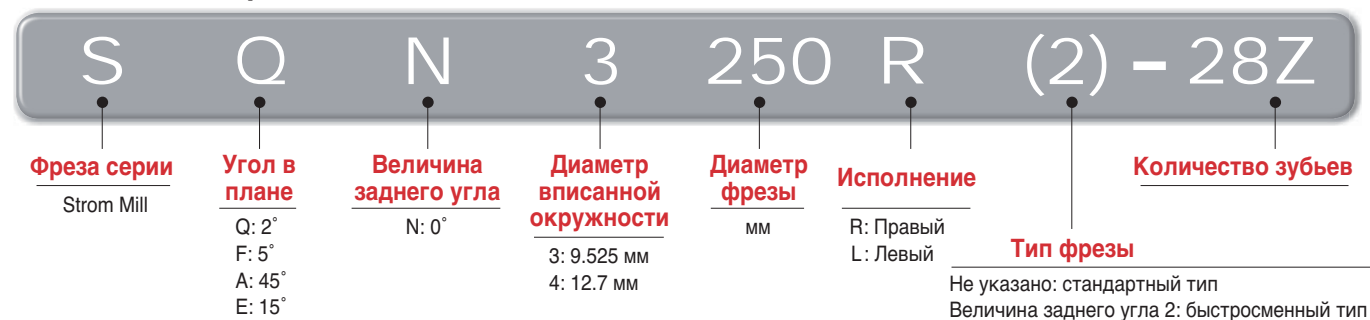 S Q N 3 250 R (2) - 28Z
Фреза серии
Strom Mill
Угол в
плане
Q: 2˚
F: 5˚
A: 45˚
E: 15˚
Величина
заднего угла
N: 0˚
Диаметр
вписанной
окружности
3: 9.525 мм
4: 12.7 мм
Диаметр
фрезы
мм
Исполнение
R: Правый
L: Левый
Тип фрезы
Не указано: стандартный тип
Величина заднего угла 2: быстросменный тип
Количество зубьев